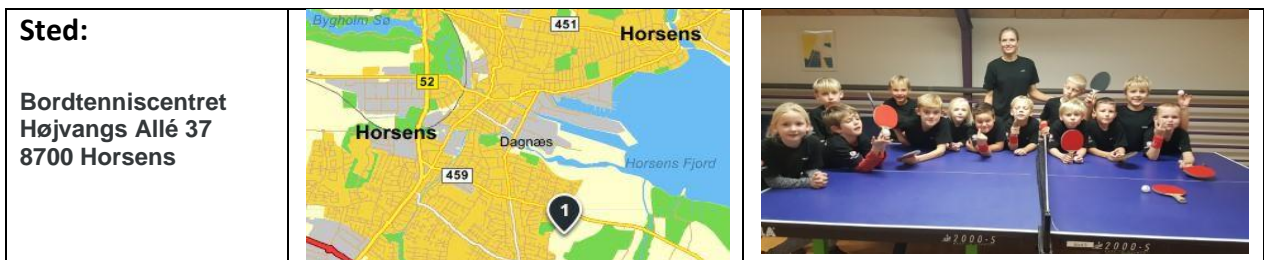 Sted:
Bordtenniscentret
Højvangs Allé 37
8700 Horsens
Bygholm Sø
451
Horsens
52
Horsens
Dagnæs
Horsens Fjord
459
1
2000-S
2000-S